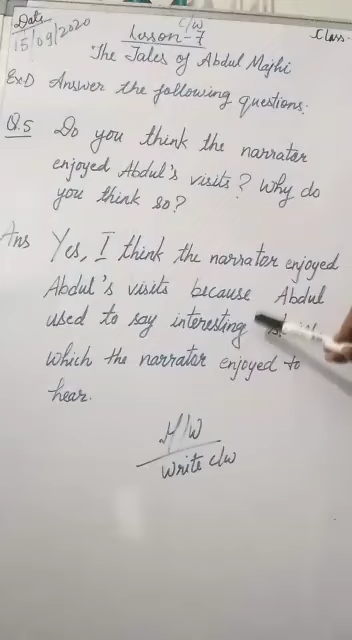 Date
15/09/2020
C/W
Lesson-7
Class-
The Tales of Abdul Majhi
Ex.D Answer the following questions:
Q.5 Do you think the narrator
enjoyed Abdul's visits? Why do
you think so?
Ans Yes, I think the narrator enjoyed
Abdul's visits because Abdul
used to say interesting
which the narrator enjoyed to
hear.
H/W
Write c/w